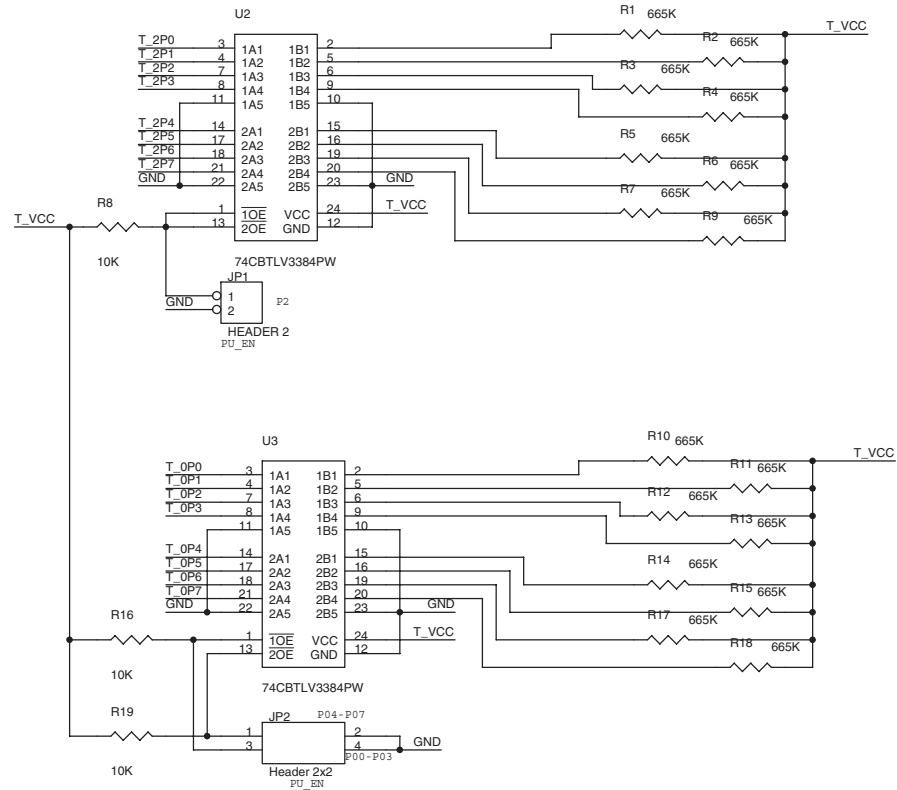 U2
R1 665K
T_VCC
R2 665K
T_2P0 3 1A1 1B1 2
T_2P1 4 1A2 1B2 5
R3 665K
T_2P2 7 1A3 1B3 6
T_2P3 8 1A4 1B4 9
R4 665K
11 1A5 1B5 10
T_2P4 14 2A1 2B1 15
R5 665K
T_2P5 17 2A2 2B2 16
T_2P6 18 2A3 2B3 19
R6 665K
T_2P7 21 2A4 2B4 20
GND 22 2A5 2B5 23 GND
R7 665K
R8
1 1OE VCC 24 T_VCC
T_VCC
13 2OE GND 12
R9 665K
10K
74CBTLV3384PW
JP1
1 P2
GND 2
HEADER 2
PU_EN
U3
R10 665K
T_VCC
R11 665K
T_0P0 3 1A1 1B1 2
T_0P1 4 1A2 1B2 5
R12 665K
T_0P2 7 1A3 1B3 6
T_0P3 8 1A4 1B4 9
R13 665K
11 1A5 1B5 10
T_0P4 14 2A1 2B1 15
R14 665K
T_0P5 17 2A2 2B2 16
T_0P6 18 2A3 2B3 19
R15 665K
T_0P7 21 2A4 2B4 20
GND 22 2A5 2B5 23 GND
R16
R17 665K
1 1OE VCC 24 T_VCC
13 2OE GND 12
R18 665K
10K
74CBTLV3384PW
R19
JP2 P04-P07
1 2
3 4 GND
P00-P03
10K
Header 2x2
PU_EN